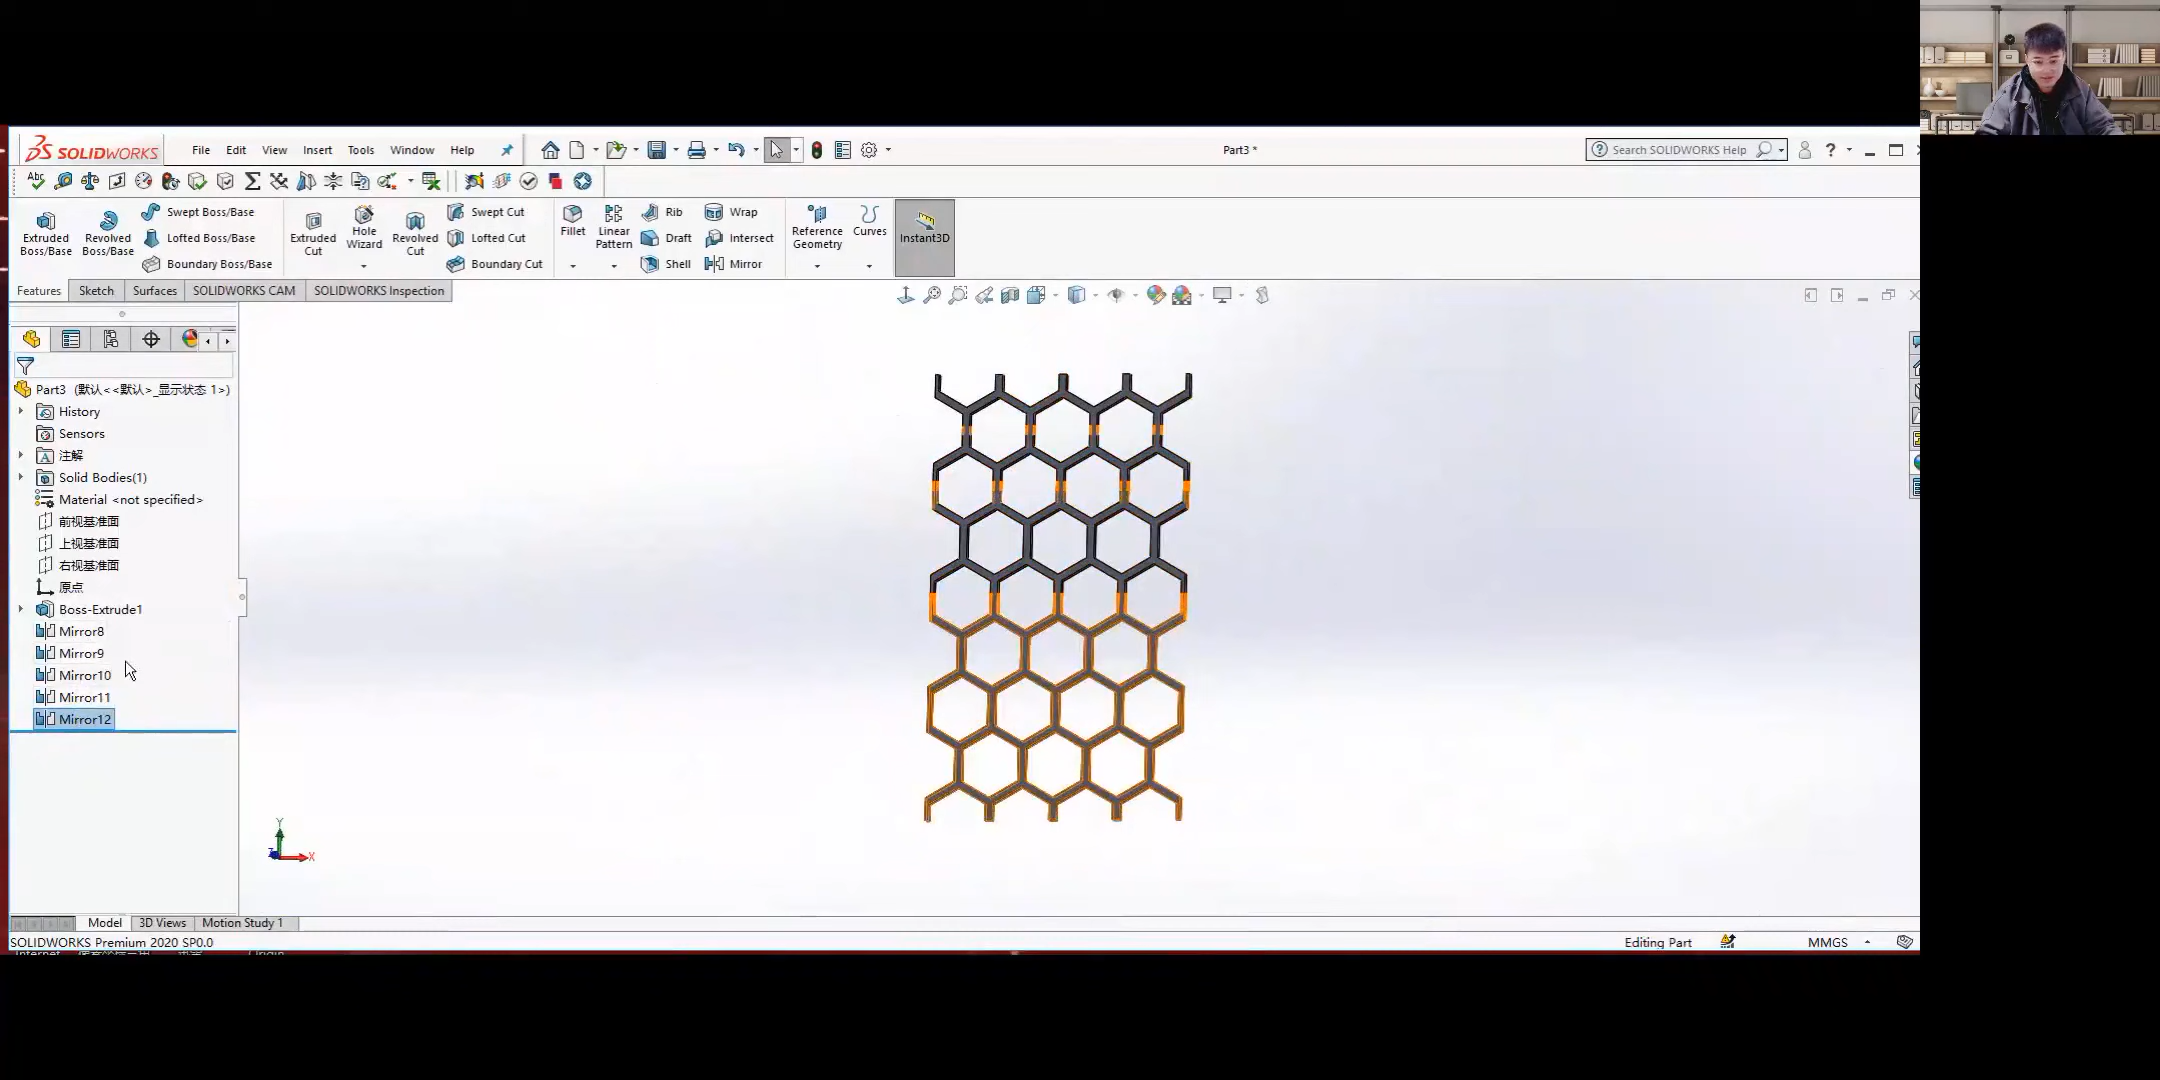 SOLIDWORKS File Edit View Insert Tools Window Help Part3 * Search SOLIDWORKS Help ?
Extruded Boss/Base
Revolved Boss/Base
Swept Boss/Base
Lofted Boss/Base
Boundary Boss/Base
Extruded Cut
Hole Wizard
Revolved Cut
Swept Cut
Lofted Cut
Boundary Cut
Fillet
Linear Pattern
Rib
Draft
Shell
Wrap
Intersect
Mirror
Reference Geometry
Curves
Instant3D
Features Sketch Surfaces SOLIDWORKS CAM SOLIDWORKS Inspection
Part3 (默认<<默认>_显示状态 1>)
History
Sensors
注解
Solid Bodies(1)
Material <not specified>
前视基准面
上视基准面
右视基准面
原点
Boss-Extrude1
Mirror8
Mirror9
Mirror10
Mirror11
Mirror12
Y
Z
X
Model 3D Views Motion Study 1
SOLIDWORKS Premium 2020 SP0.0 Editing Part MMGS